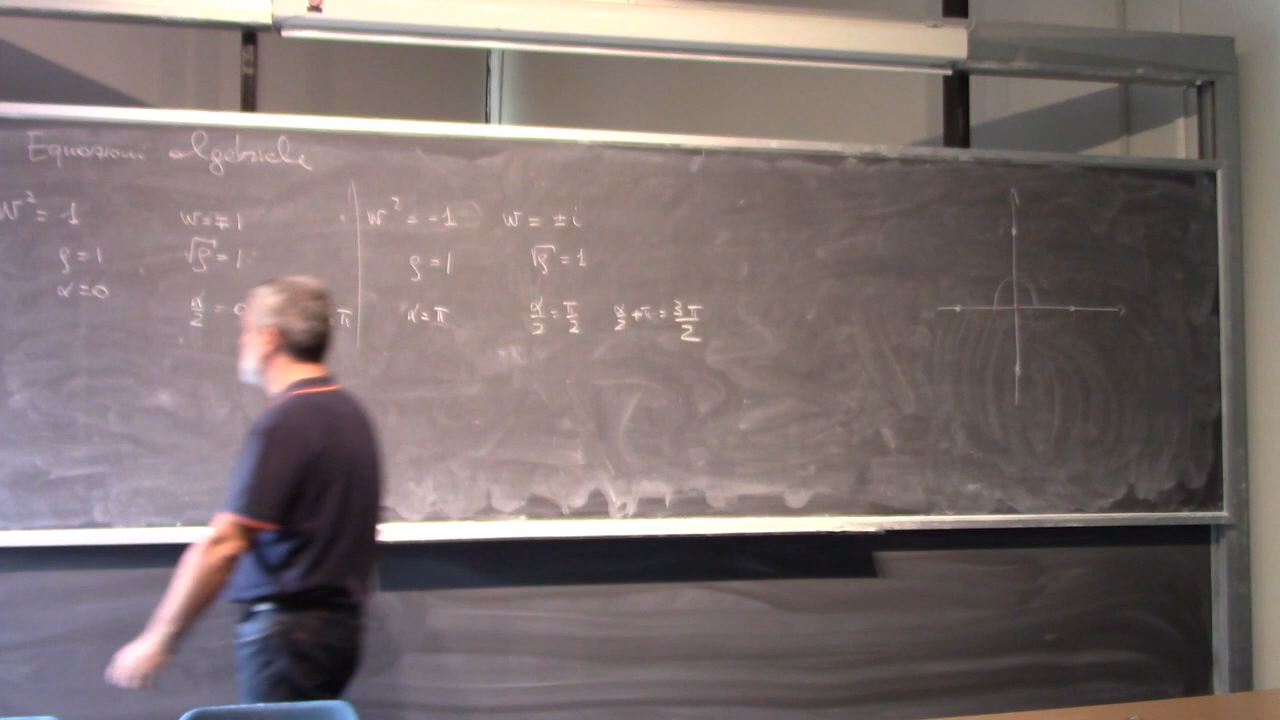 Equazioni algebriche
w² = 1 w = ∓1
ρ = 1 √ρ = 1
α = 0 α/2 = 0 π
w² = -1 w = ± i
ρ = 1 √ρ = 1
α = π α/2 = π/2 α/2 + π = 3π/2